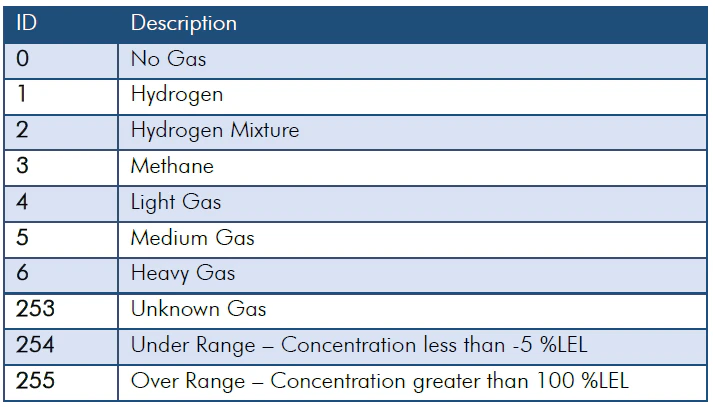 ID Description
0 No Gas
1 Hydrogen
2 Hydrogen Mixture
3 Methane
4 Light Gas
5 Medium Gas
6 Heavy Gas
253 Unknown Gas
254 Under Range – Concentration less than -5 %LEL
255 Over Range – Concentration greater than 100 %LEL